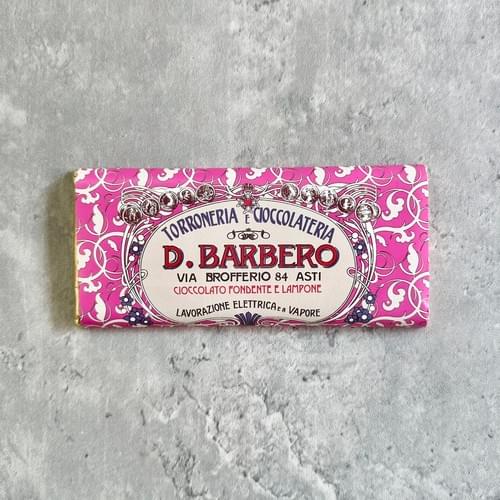 TORRONERIA E CIOCCOLATERIA
D. BARBERO
VIA BROFFERIO 84 ASTI
CIOCCOLATO FONDENTE E LAMPONE
LAVORAZIONE ELETTRICA E A VAPORE